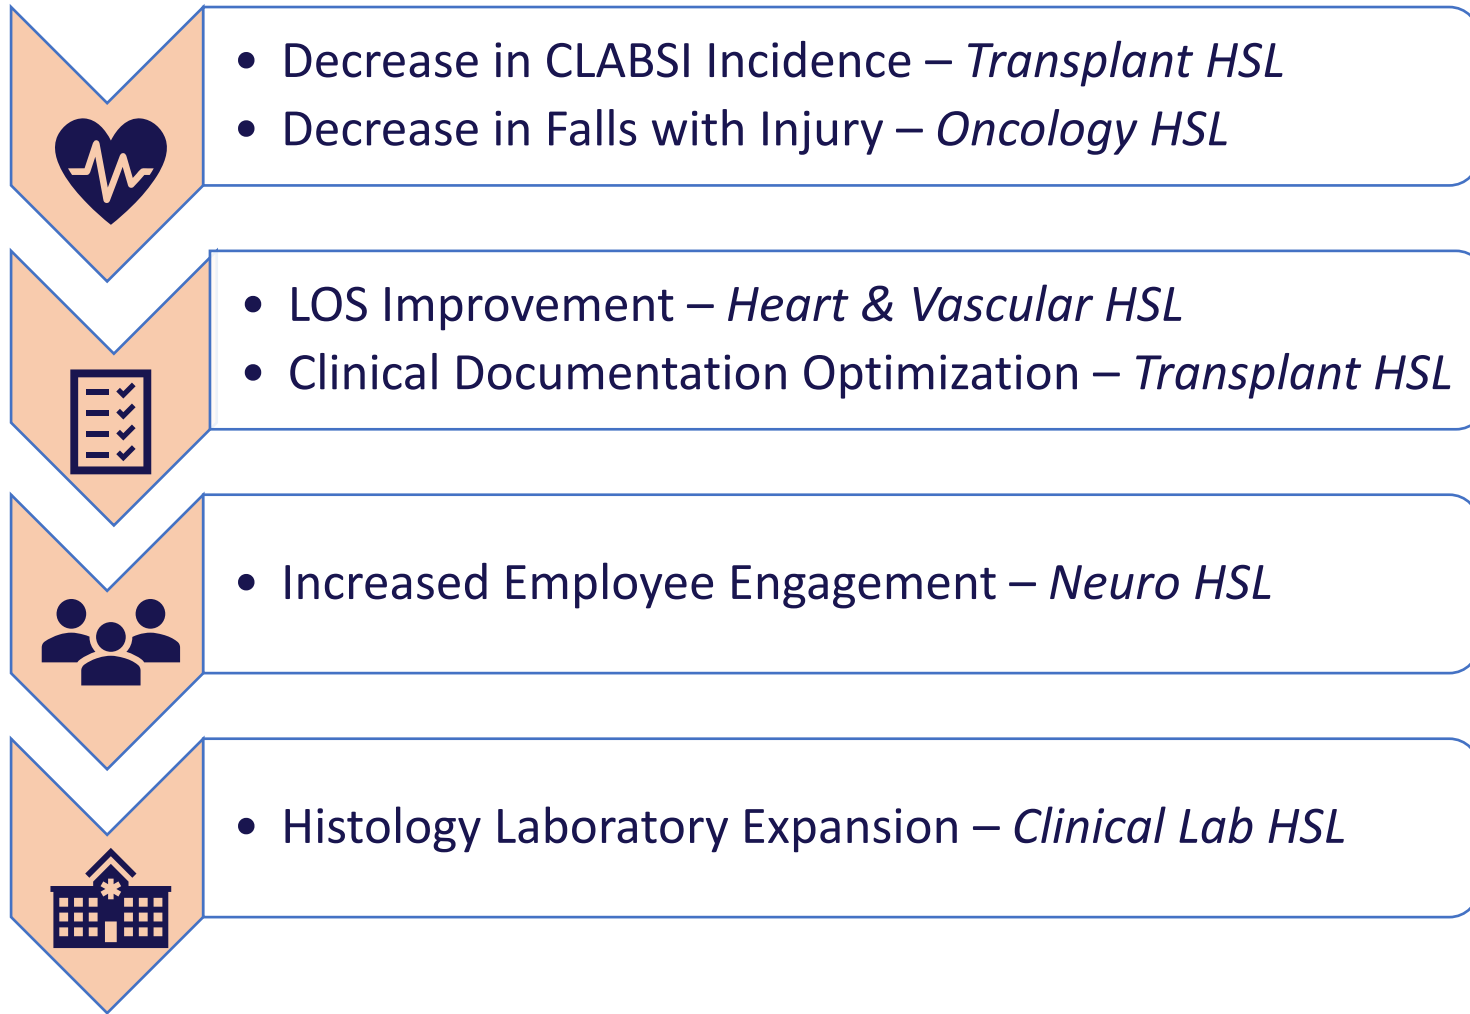 • Decrease in CLABSI Incidence – Transplant HSL
• Decrease in Falls with Injury – Oncology HSL
• LOS Improvement – Heart & Vascular HSL
• Clinical Documentation Optimization – Transplant HSL
• Increased Employee Engagement – Neuro HSL
• Histology Laboratory Expansion – Clinical Lab HSL